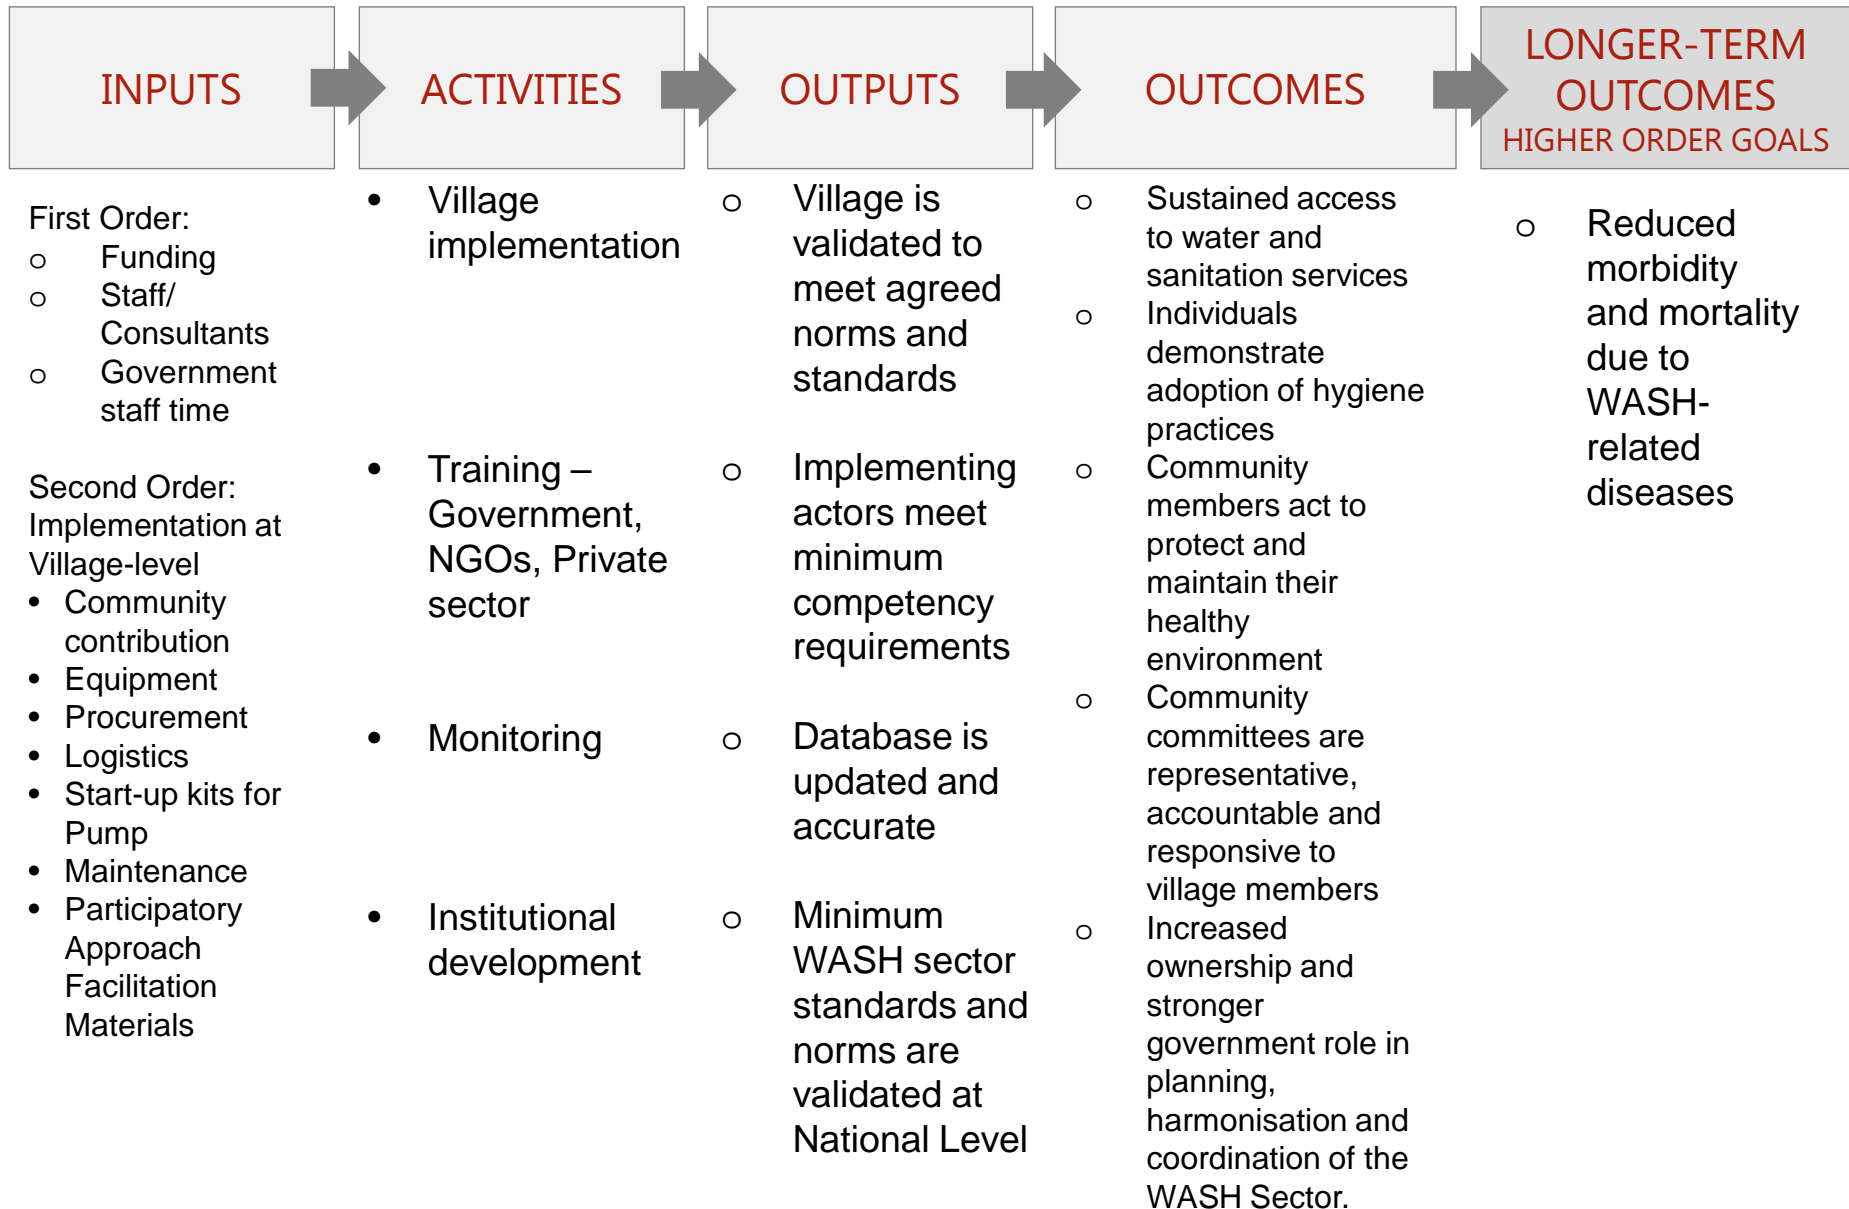 INPUTS
ACTIVITIES
OUTPUTS
OUTCOMES
LONGER-TERM
OUTCOMES
HIGHER ORDER GOALS
First Order:
o Funding
o Staff/
Consultants
o Government
staff time
Second Order:
Implementation at
Village-level
• Community
contribution
• Equipment
• Procurement
• Logistics
• Start-up kits for
Pump
• Maintenance
• Participatory
Approach
Facilitation
Materials
• Village
implementation
• Training –
Government,
NGOs, Private
sector
• Monitoring
• Institutional
development
o Village is
validated to
meet agreed
norms and
standards
o Implementing
actors meet
minimum
competency
requirements
o Database is
updated and
accurate
o Minimum
WASH sector
standards and
norms are
validated at
National Level
o Sustained access
to water and
sanitation services
o Individuals
demonstrate
adoption of hygiene
practices
o Community
members act to
protect and
maintain their
healthy
environment
o Community
committees are
representative,
accountable and
responsive to
village members
o Increased
ownership and
stronger
government role in
planning,
harmonisation and
coordination of the
WASH Sector.
o Reduced
morbidity
and mortality
due to
WASH-
related
diseases